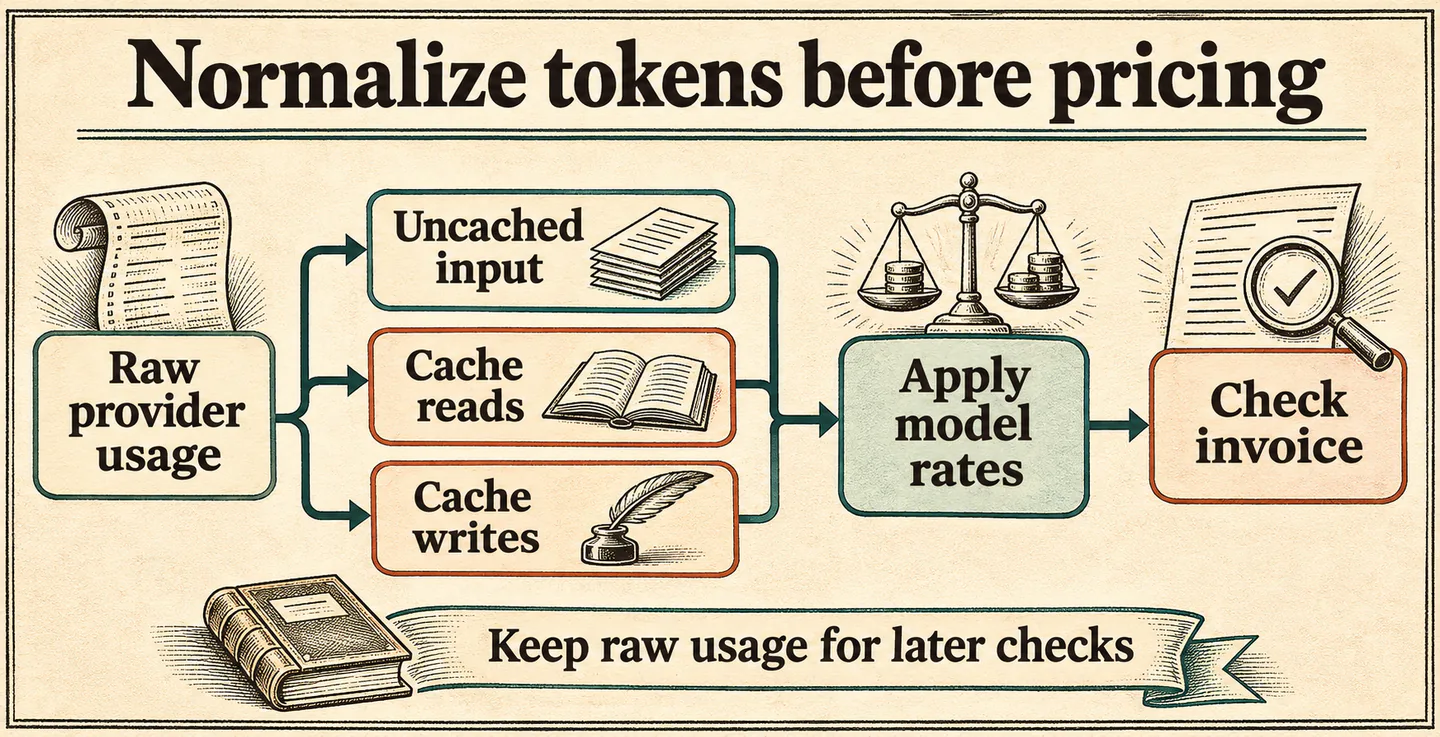 Normalize tokens before pricing
Raw
provider
usage
Uncached
input
Cache
reads
Cache
writes
Apply
model
rates
Check
invoice
Keep raw usage for later checks